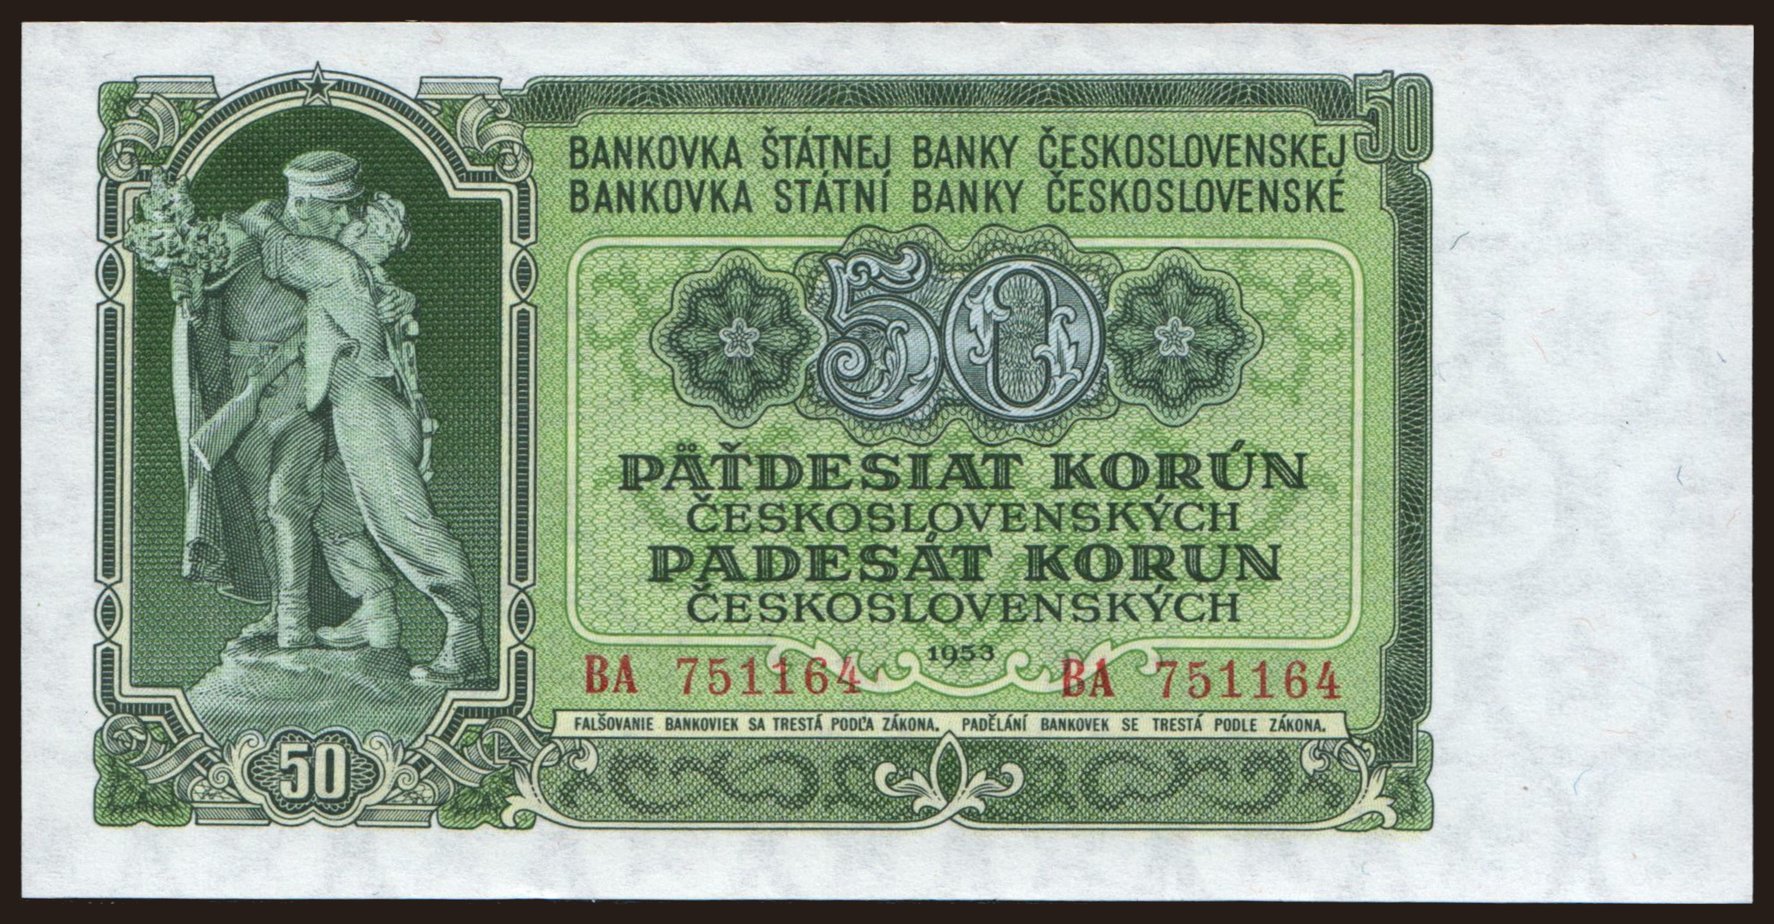 50
BANKOVKA ŠTÁTNEJ BANKY ČESKOSLOVENSKEJ
BANKOVKA STÁTNÍ BANKY ČESKOSLOVENSKÉ
50
PÄŤDESIAT KORÚN
ČESKOSLOVENSKÝCH
PADESÁT KORUN
ČESKOSLOVENSKÝCH
1953
BA 751164 BA 751164
FALŠOVANIE BANKOVIEK SA TRESTÁ PODĽA ZÁKONA. PADĚLÁNÍ BANKOVEK SE TRESTÁ PODLE ZÁKONA.
50